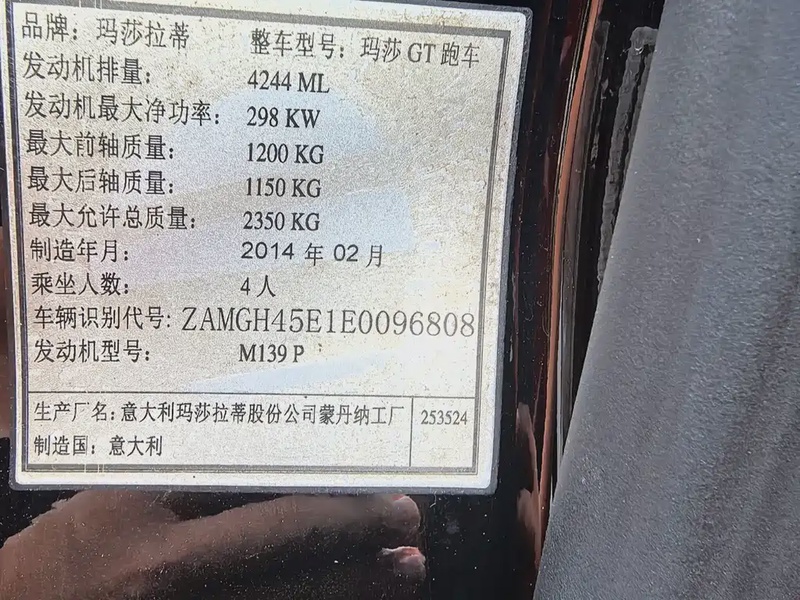 品牌：玛莎拉蒂 整车型号：玛莎 GT 跑车
发动机排量： 4244 ML
发动机最大净功率： 298 KW
最大前轴质量： 1200 KG
最大后轴质量： 1150 KG
最大允许总质量： 2350 KG
制造年月： 2014 年 02 月
乘坐人数： 4 人
车辆识别代号: ZAMGH45E1E0096808
发动机型号： M139 P
生产厂名：意大利玛莎拉蒂股份公司蒙丹纳工厂 253524
制造国：意大利